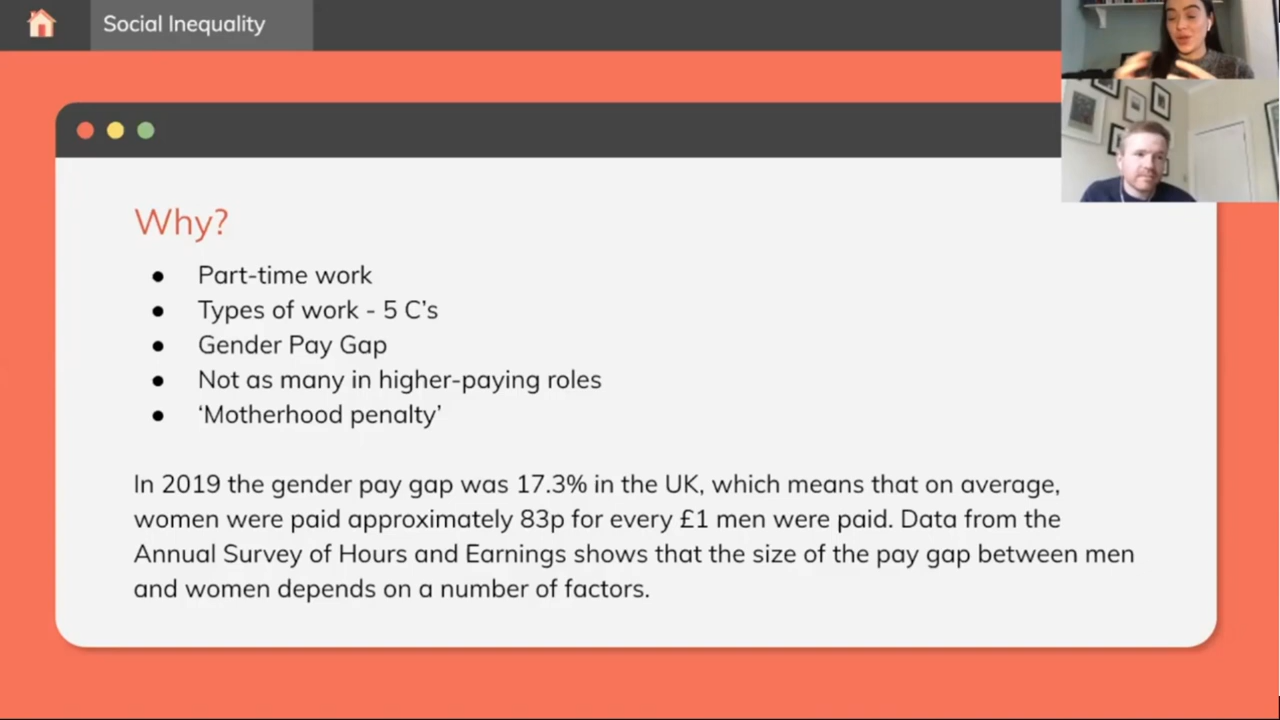 Social Inequality
Why?
● Part-time work
● Types of work - 5 C's
● Gender Pay Gap
● Not as many in higher-paying roles
● ‘Motherhood penalty’
In 2019 the gender pay gap was 17.3% in the UK, which means that on average,
women were paid approximately 83p for every £1 men were paid. Data from the
Annual Survey of Hours and Earnings shows that the size of the pay gap between men
and women depends on a number of factors.